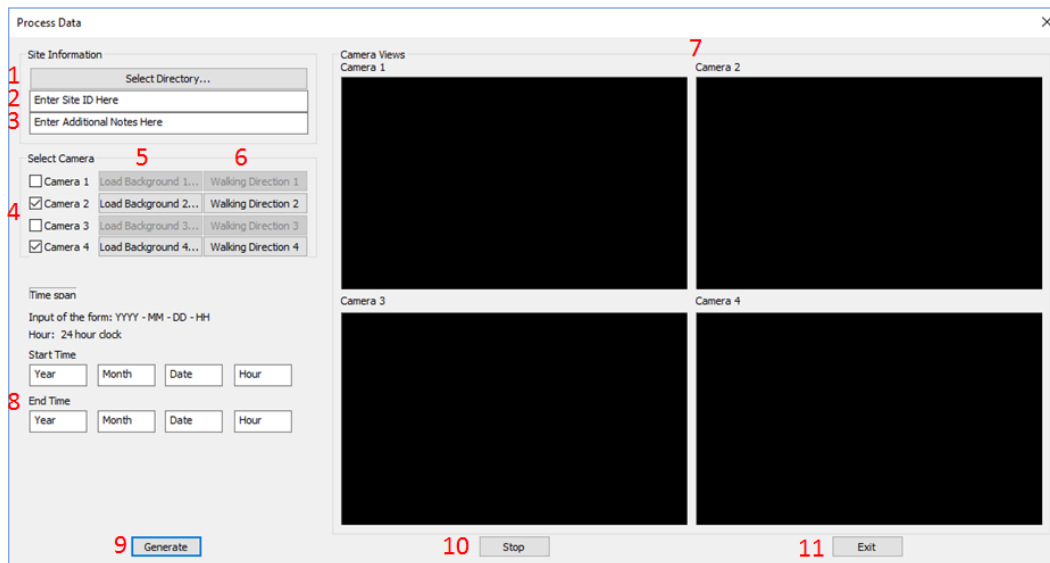 Process Data
Site Information
1 Select Directory...
2 Enter Site ID Here
3 Enter Additional Notes Here
Select Camera 5 6
Camera 1 Load Background 1... Walking Direction 1
4 Camera 2 Load Background 2... Walking Direction 2
Camera 3 Load Background 3... Walking Direction 3
Camera 4 Load Background 4... Walking Direction 4
Time span
Input of the form: YYYY - MM - DD - HH
Hour: 24 hour clock
Start Time
Year Month Date Hour
8 End Time
Year Month Date Hour
9 Generate
Camera Views 7
Camera 1 Camera 2
Camera 3 Camera 4
10 Stop
11 Exit